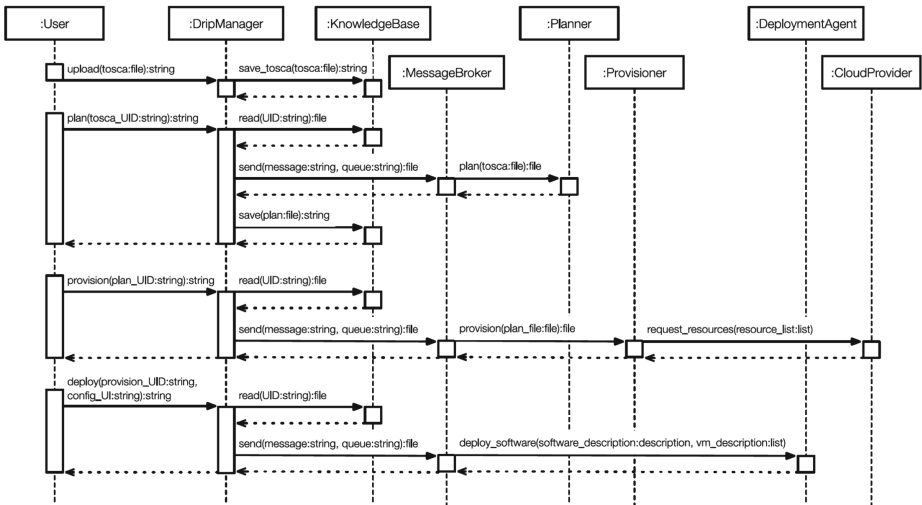 :User
:DripManager
:KnowledgeBase
:Planner
:DeploymentAgent
:MessageBroker
:Provisioner
:CloudProvider
upload(tosca:file):string
save_tosca(tosca:file):string
plan(tosca_UID:string):string
read(UID:string):file
send(message:string, queue:string):file
plan(tosca:file):file
save(plan:file):string
provision(plan_UID:string):string
read(UID:string):file
send(message:string, queue:string):file
provision(plan_file:file):file
request_resources(resource_list:list)
deploy(provision_UID:string,
config_UI:string):string
read(UID:string):file
send(message:string, queue:string):file
deploy_software(software_description:description, vm_description:list)